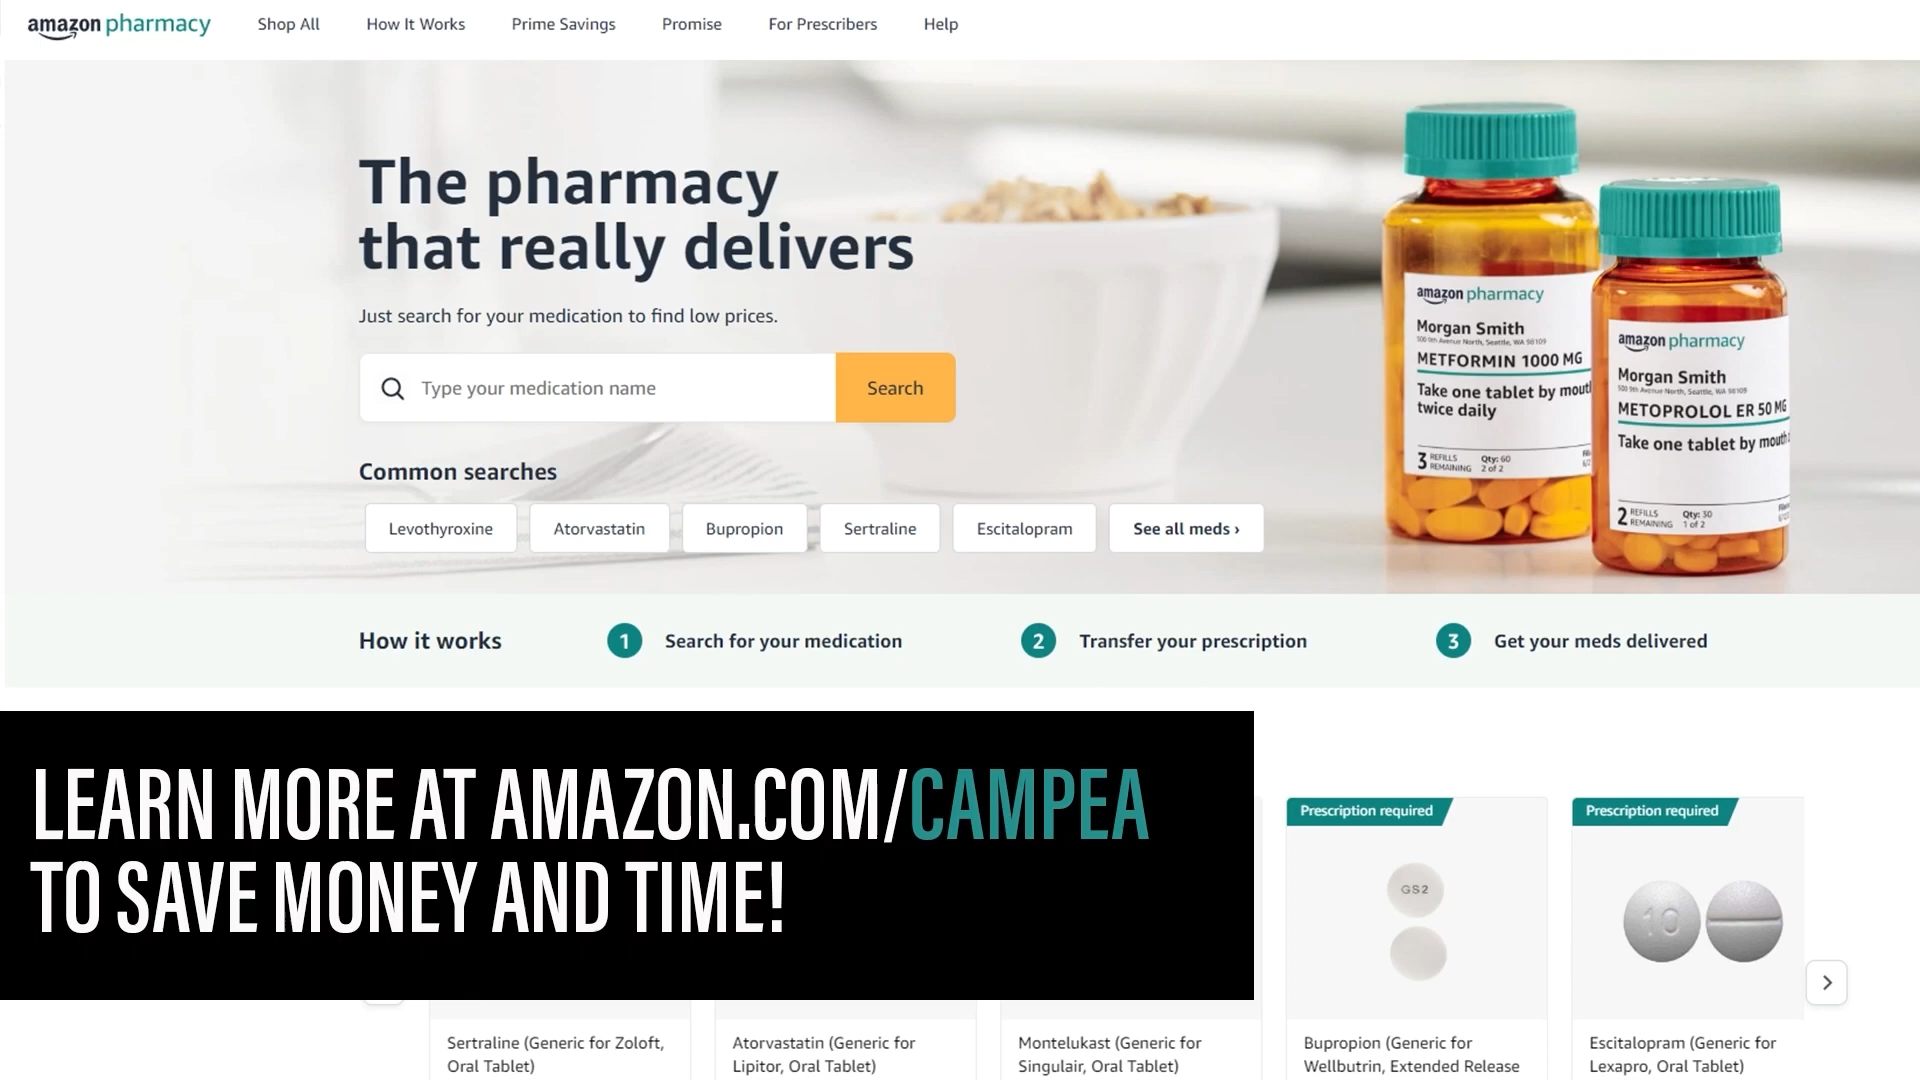 amazon pharmacy
Shop All
How It Works
Prime Savings
Promise
For Prescribers
Help
The pharmacy
that really delivers
Just search for your medication to find low prices.
Type your medication name
Search
Common searches
Levothyroxine
Atorvastatin
Bupropion
Sertraline
Escitalopram
See all meds ›
amazon pharmacy
Morgan Smith
500 9th Avenue North, Seattle, WA 98109
METFORMIN 1000 MG
Take one tablet by mouth
twice daily
3 REFILLS REMAINING
Qty: 60
2 of 2
amazon pharmacy
Morgan Smith
500 9th Avenue North, Seattle, WA 98109
METOPROLOL ER 50 MG
Take one tablet by mouth
2 REFILLS REMAINING
Qty: 30
1 of 2
How it works
1 Search for your medication
2 Transfer your prescription
3 Get your meds delivered
LEARN MORE AT AMAZON.COM/CAMPEA
TO SAVE MONEY AND TIME!
Prescription required
GS2
Prescription required
10
Sertraline (Generic for Zoloft,
Oral Tablet)
Atorvastatin (Generic for
Lipitor, Oral Tablet)
Montelukast (Generic for
Singulair, Oral Tablet)
Bupropion (Generic for
Wellbutrin, Extended Release
Escitalopram (Generic for
Lexapro, Oral Tablet)